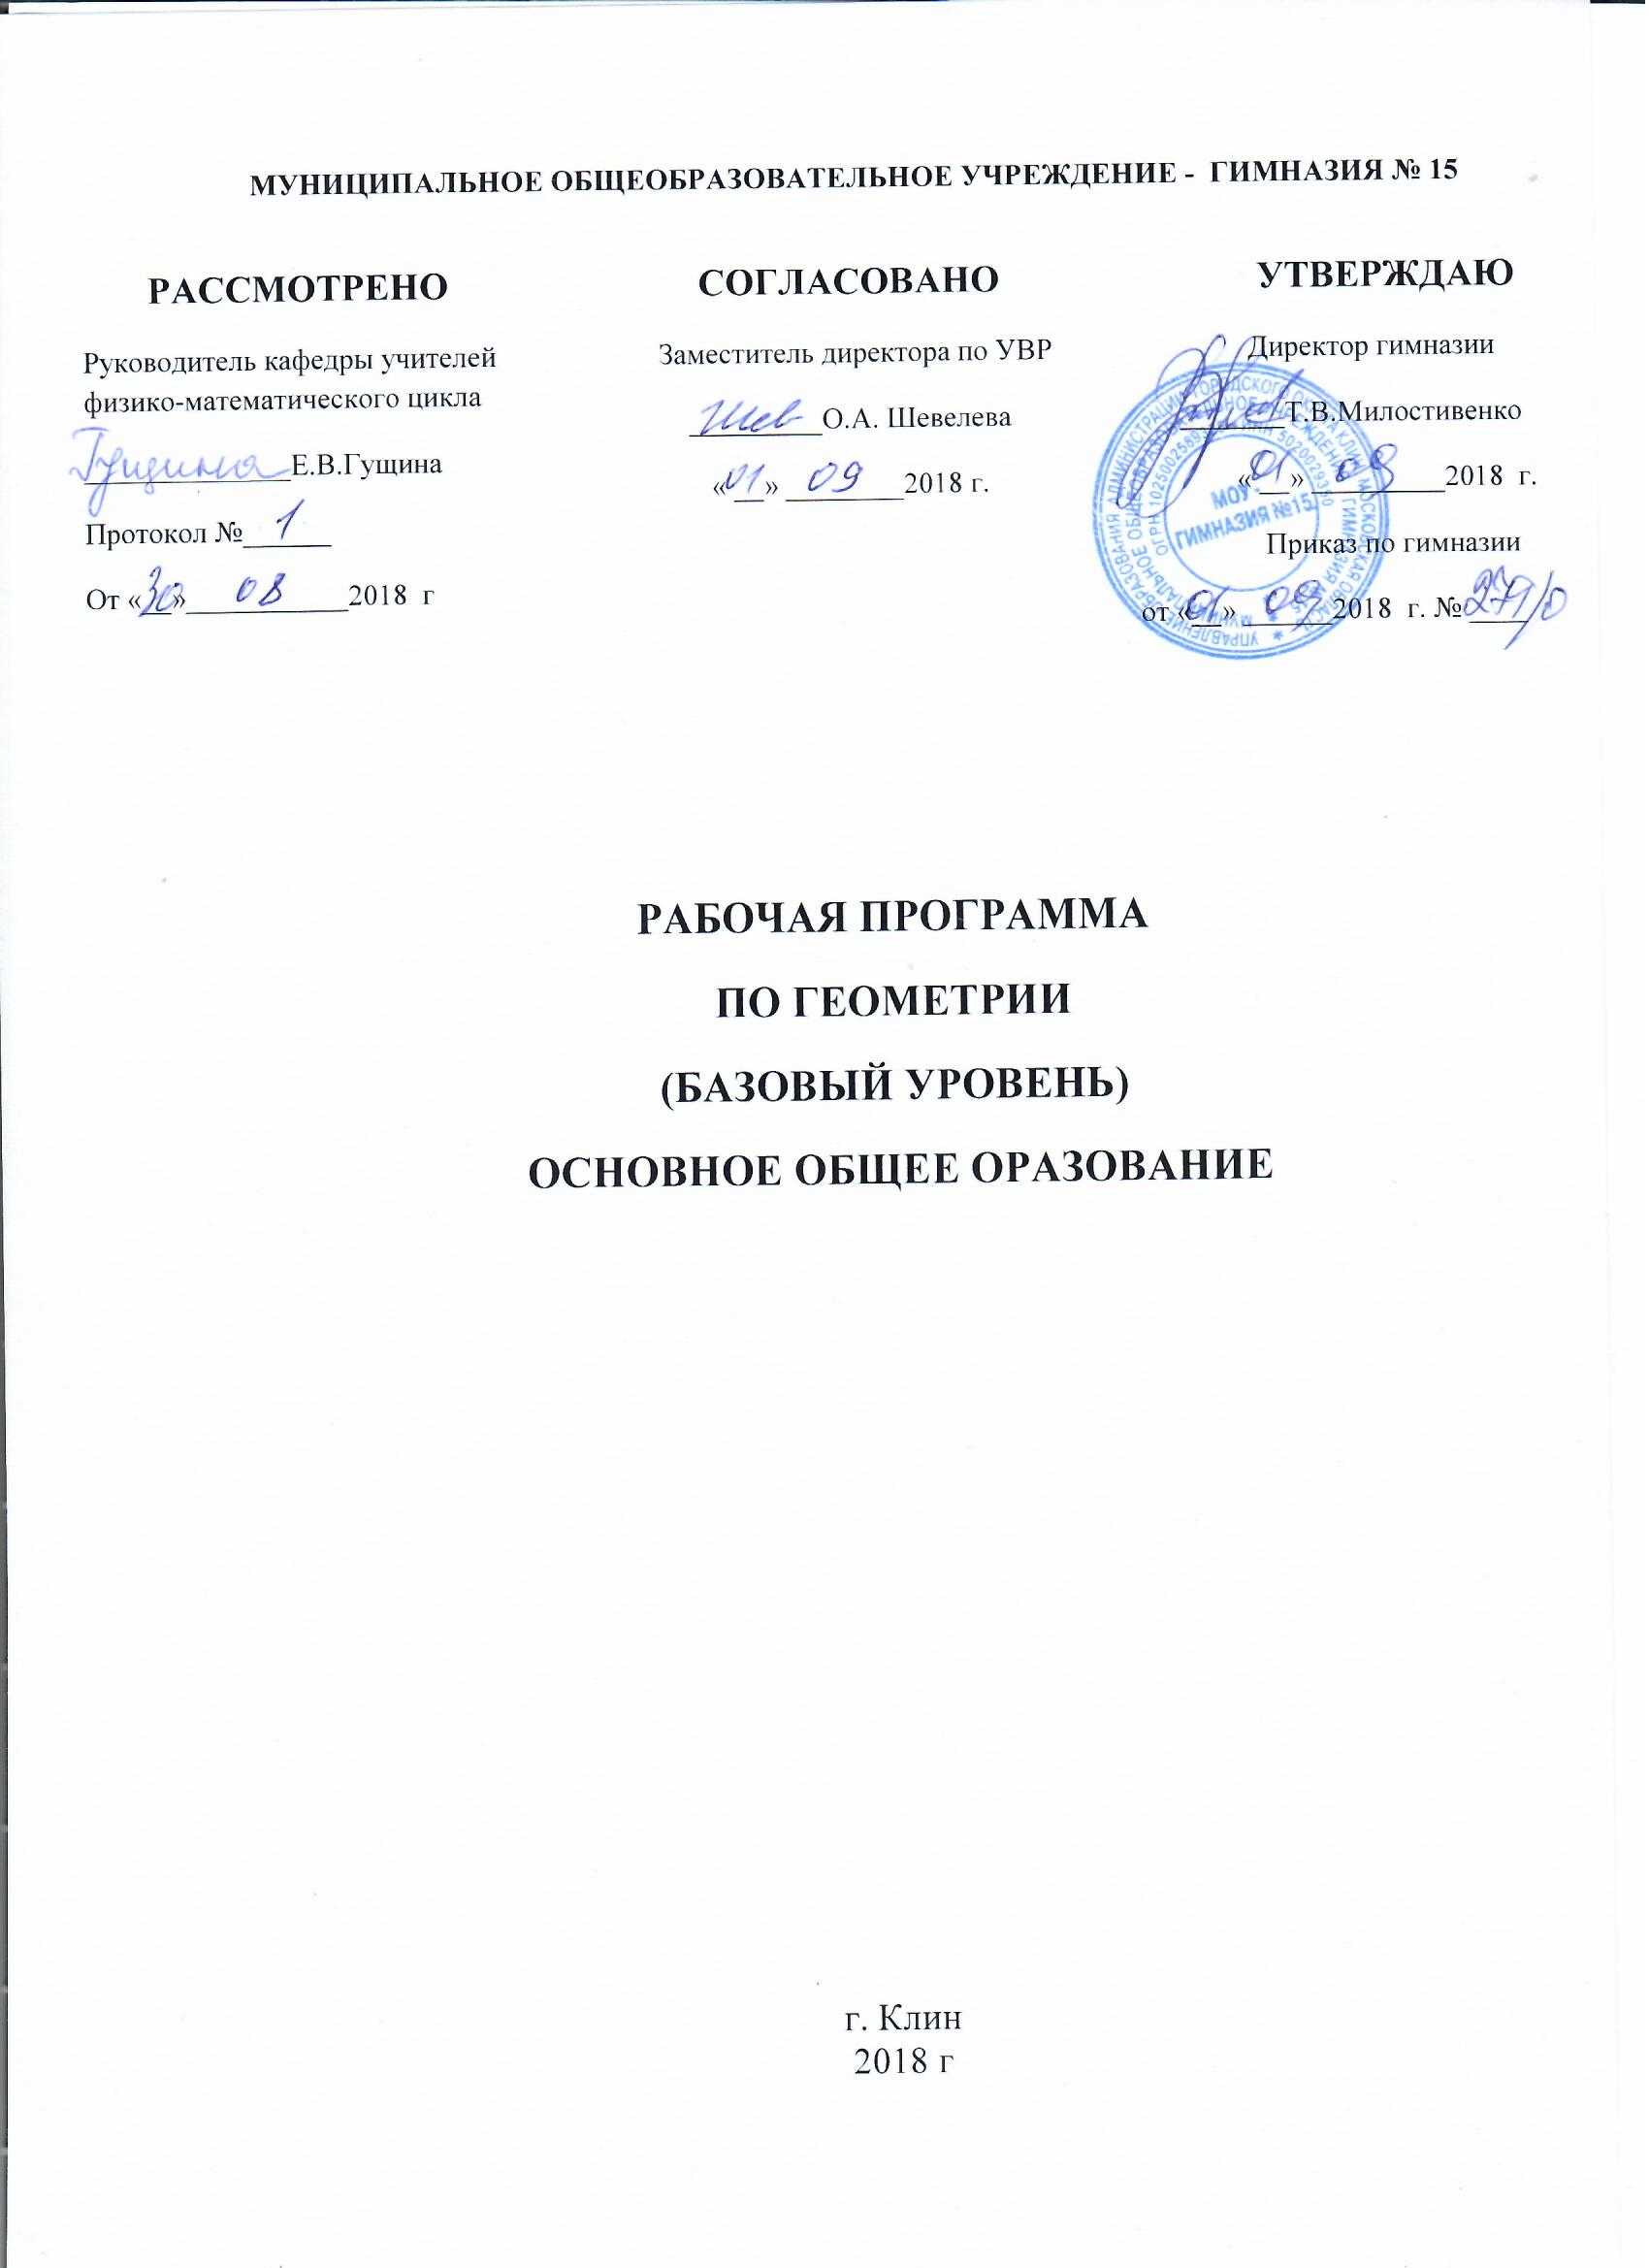 МУНИЦИПАЛЬНОЕ ОБЩЕОБРАЗОВАТЕЛЬНОЕ УЧРЕЖДЕНИЕ - ГИМНАЗИЯ № 15
РАССМОТРЕНО
Руководитель кафедры учителей
физико-математического цикла
Гущина Е.В.Гущина
Протокол № 1
От «30» 08 2018 г
СОГЛАСОВАНО
Заместитель директора по УВР
Шев О.А. Шевелева
«01» 09 2018 г.
УТВЕРЖДАЮ
Директор гимназии
Т.В.Милостивенко
«01» 09 2018 г.
Приказ по гимназии
от «01» 09 2018 г. №
МОУ -
ГИМНАЗИЯ №15
РАБОЧАЯ ПРОГРАММА
ПО ГЕОМЕТРИИ
(БАЗОВЫЙ УРОВЕНЬ)
ОСНОВНОЕ ОБЩЕЕ ОРАЗОВАНИЕ
г. Клин
2018 г